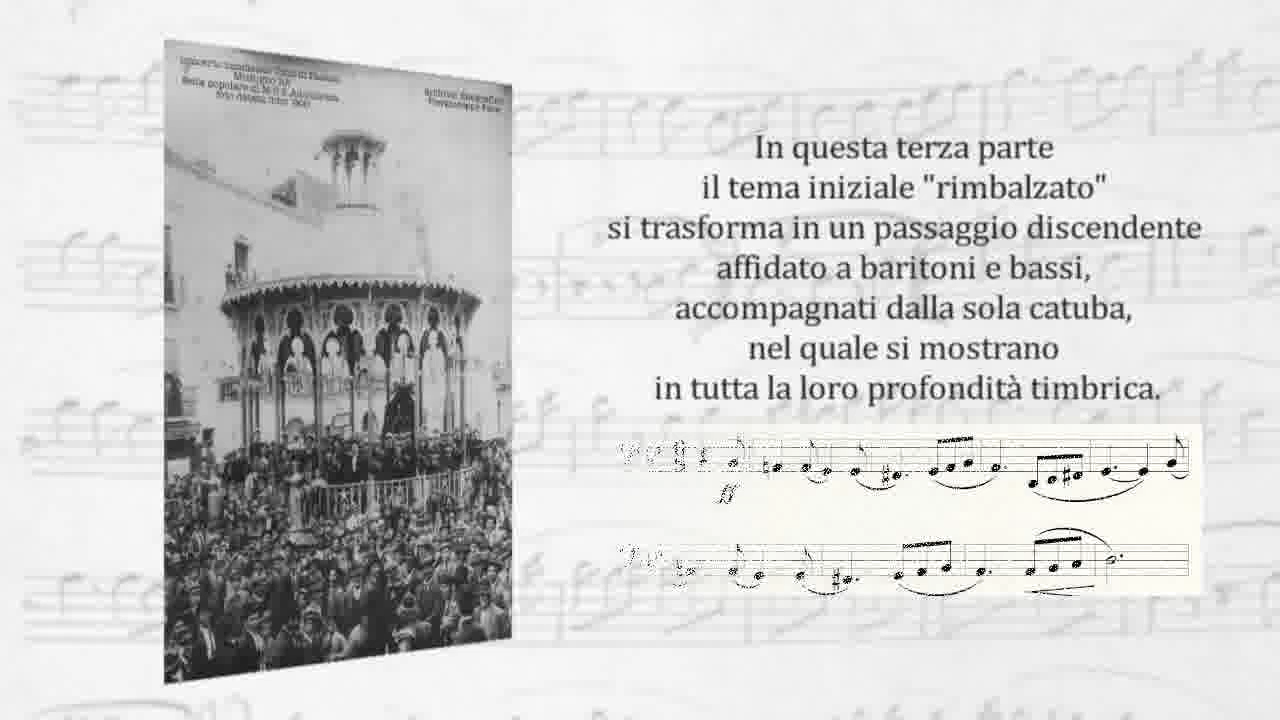 In questa terza parte
il tema iniziale "rimbalzato"
si trasforma in un passaggio discendente
affidato a baritoni e bassi,
accompagnati dalla sola catuba,
nel quale si mostrano
in tutta la loro profondità timbrica.
ff